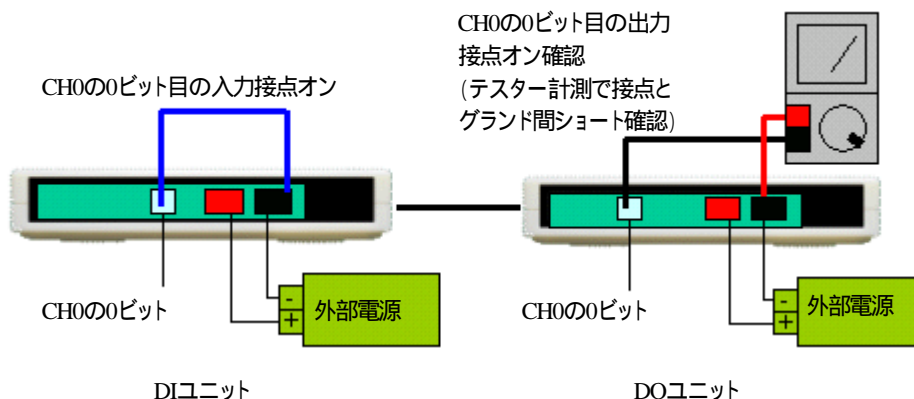 CH0の0ビット目の出力
接点オン確認
(テスター計測で接点と
グランド間ショート確認)
CH0の0ビット目の入力接点オン
CH0の0ビット
-
+
外部電源
CH0の0ビット
-
+
外部電源
DIユニット
DOユニット